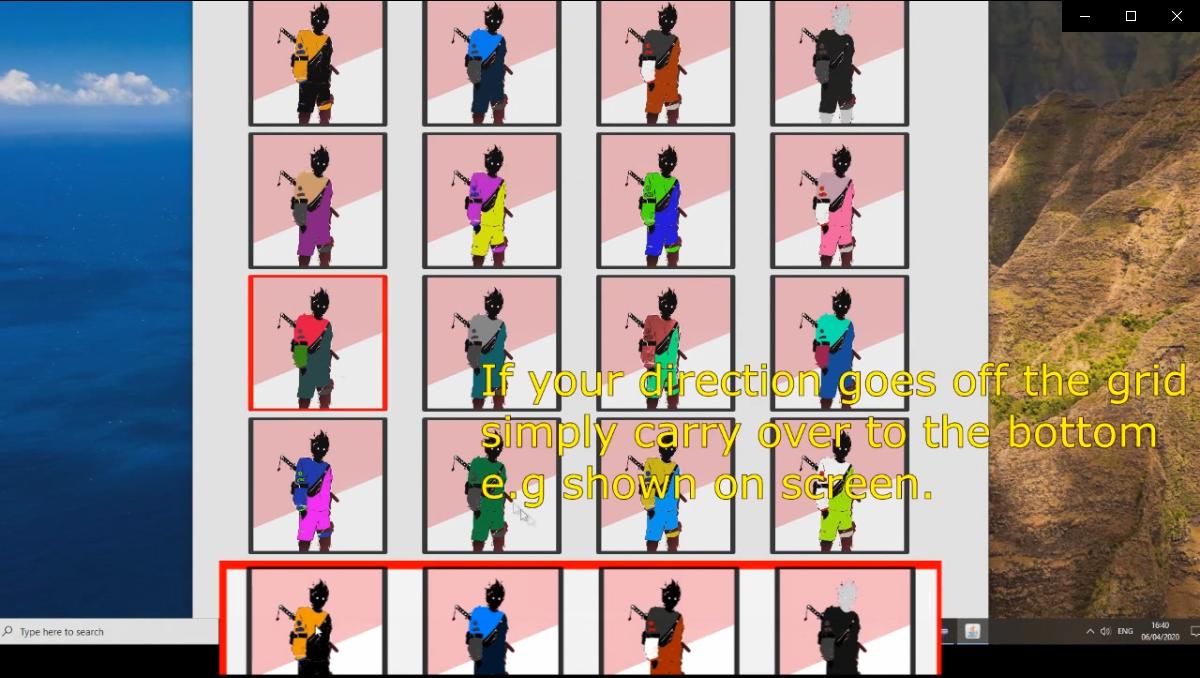 If your direction goes off the grid
simply carry over to the bottom
e.g shown on screen.
Type here to search
ENG
16:40
06/04/2020